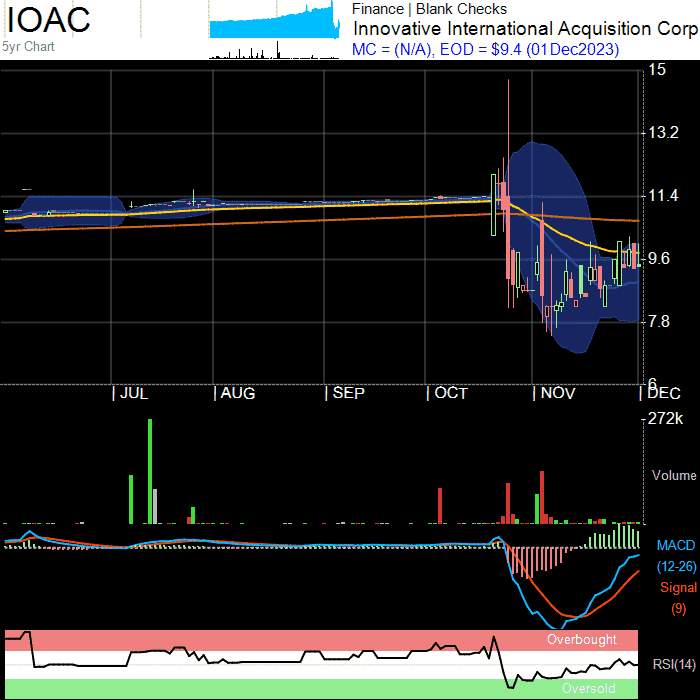 IOAC
5yr Chart
Finance | Blank Checks
Innovative International Acquisition Corp
MC = (N/A), EOD = $9.4 (01Dec2023)
15
13.2
11.4
9.6
7.8
6
JUL AUG SEP OCT NOV DEC
272k
Volume
MACD
(12-26)
Signal
(9)
Overbought
RSI(14)
Oversold